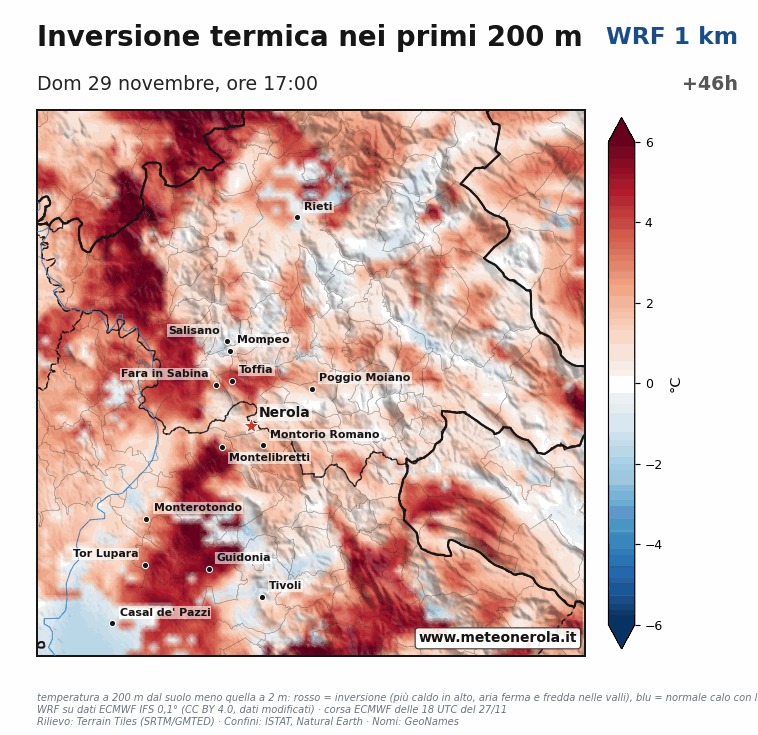 Inversione termica nei primi 200 m
WRF 1 km
Dom 29 novembre, ore 17:00
+46h
Rieti
Salisano
Mompeo
Toffia
Fara in Sabina
Poggio Moiano
Nerola
Montorio Romano
Montelibretti
Monterotondo
Tor Lupara
Guidonia
Tivoli
Casal de' Pazzi
www.meteonerola.it
6
4
2
0
−2
−4
−6
°C
temperatura a 200 m dal suolo meno quella a 2 m: rosso = inversione (più caldo in alto, aria ferma e fredda nelle valli), blu = normale calo con
WRF su dati ECMWF IFS 0,1° (CC BY 4.0, dati modificati) · corsa ECMWF delle 18 UTC del 27/11
Rilievo: Terrain Tiles (SRTM/GMTED) · Confini: ISTAT, Natural Earth · Nomi: GeoNames